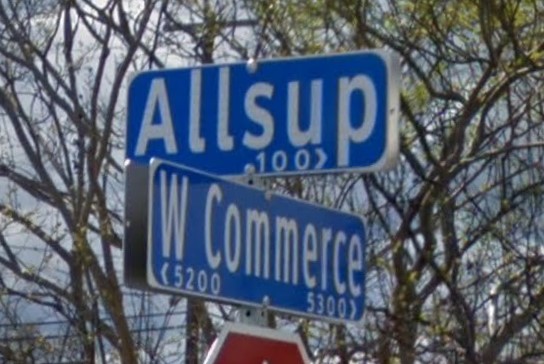 Allsup
100>
W Commerce
<5200 5300>